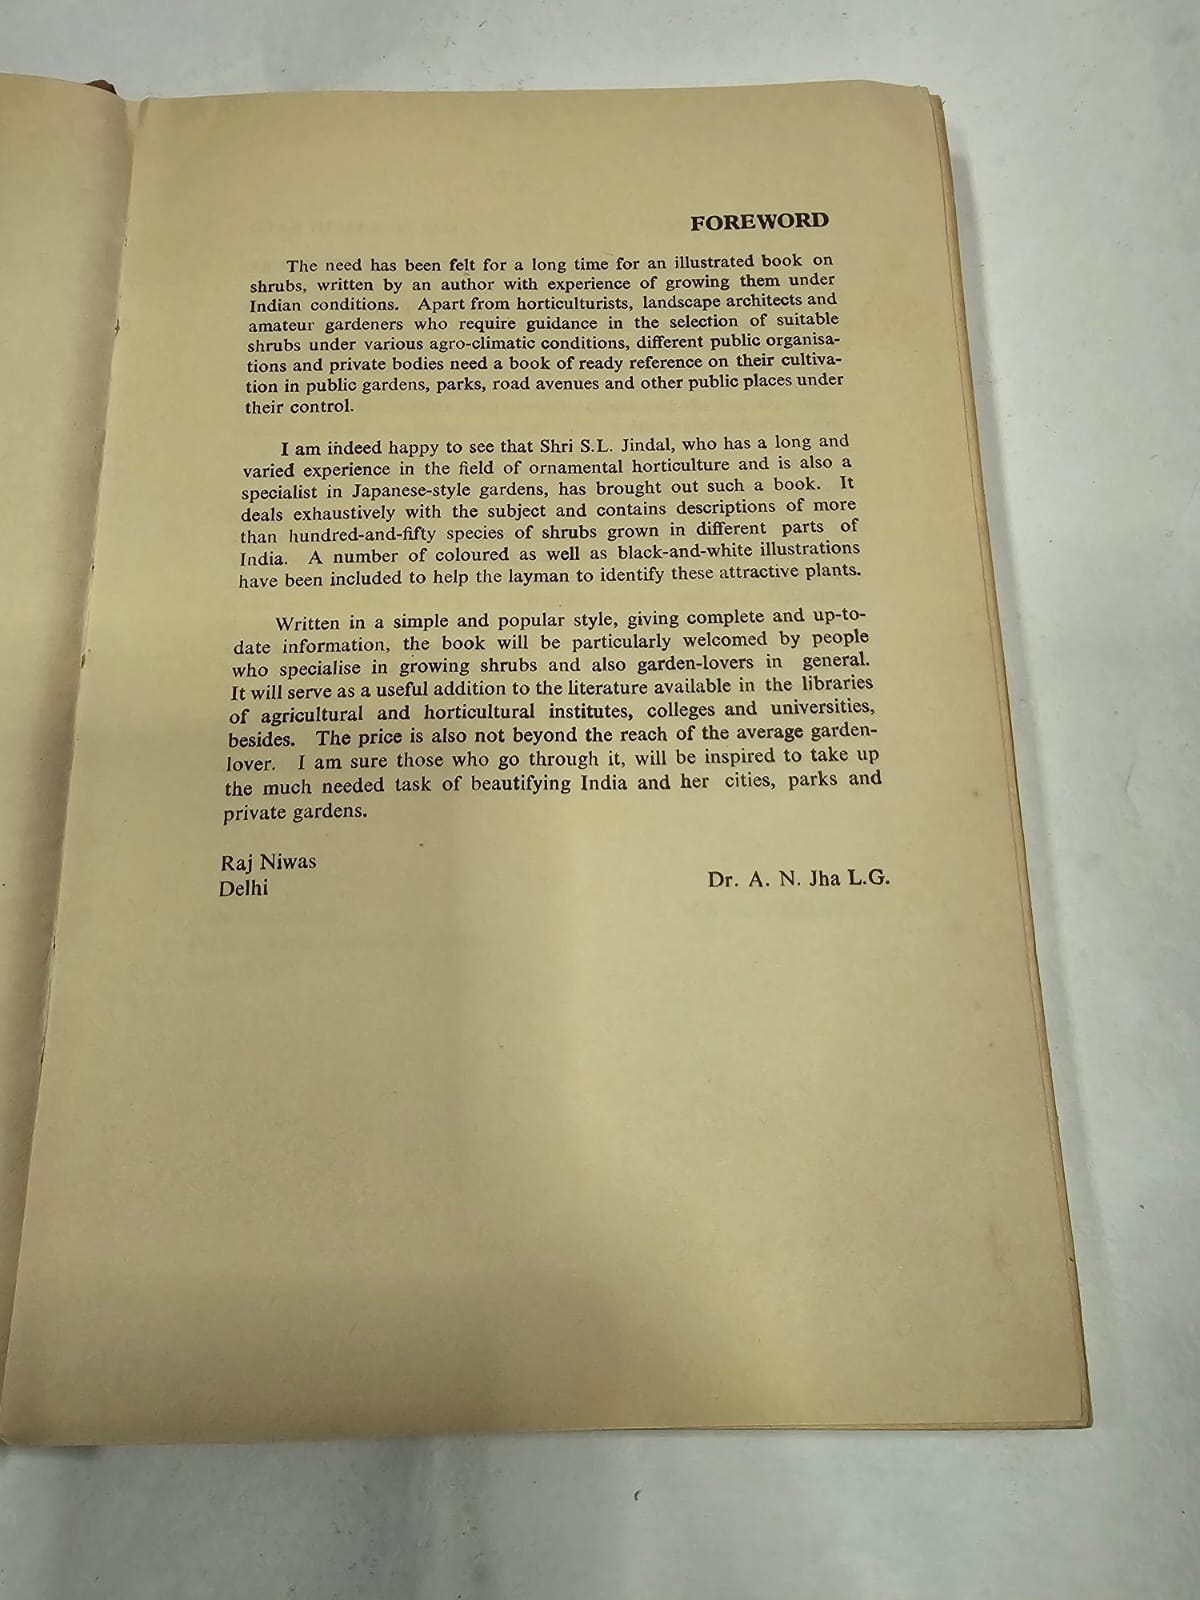 FOREWORD
The need has been felt for a long time for an illustrated book on
shrubs, written by an author with experience of growing them under
Indian conditions. Apart from horticulturists, landscape architects and
amateur gardeners who require guidance in the selection of suitable
shrubs under various agro-climatic conditions, different public organisa-
tions and private bodies need a book of ready reference on their cultiva-
tion in public gardens, parks, road avenues and other public places under
their control.
I am indeed happy to see that Shri S.L. Jindal, who has a long and
varied experience in the field of ornamental horticulture and is also a
specialist in Japanese-style gardens, has brought out such a book. It
deals exhaustively with the subject and contains descriptions of more
than hundred-and-fifty species of shrubs grown in different parts of
India. A number of coloured as well as black-and-white illustrations
have been included to help the layman to identify these attractive plants.
Written in a simple and popular style, giving complete and up-to-
date information, the book will be particularly welcomed by people
who specialise in growing shrubs and also garden-lovers in general.
It will serve as a useful addition to the literature available in the libraries
of agricultural and horticultural institutes, colleges and universities,
besides. The price is also not beyond the reach of the average garden-
lover. I am sure those who go through it, will be inspired to take up
the much needed task of beautifying India and her cities, parks and
private gardens.
Raj Niwas
Delhi
Dr. A. N. Jha L.G.